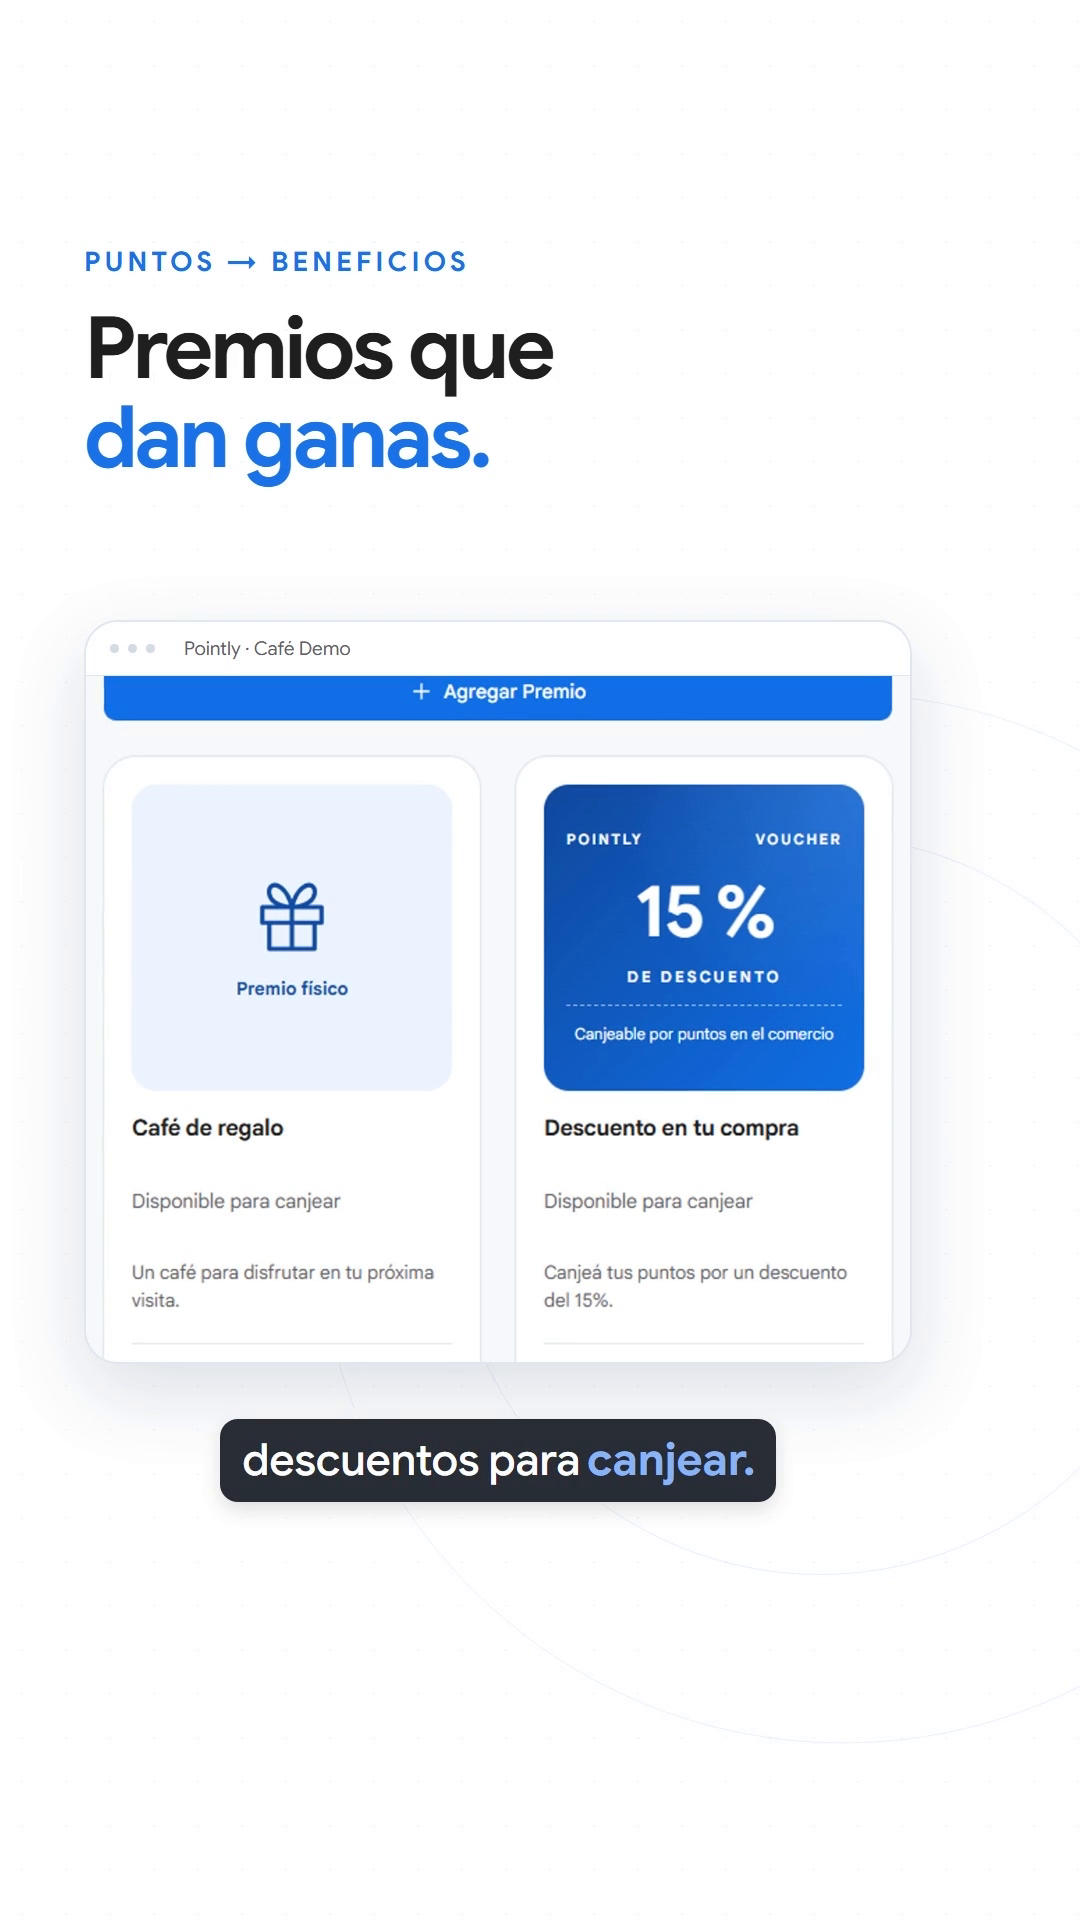 PUNTOS → BENEFICIOS
Premios que
dan ganas.
Pointly · Café Demo
+ Agregar Premio
Premio físico
Café de regalo
Disponible para canjear
Un café para disfrutar en tu próxima
visita.
POINTLY VOUCHER
15 %
DE DESCUENTO
Canjeable por puntos en el comercio
Descuento en tu compra
Disponible para canjear
Canjeá tus puntos por un descuento
del 15%.
descuentos para canjear.